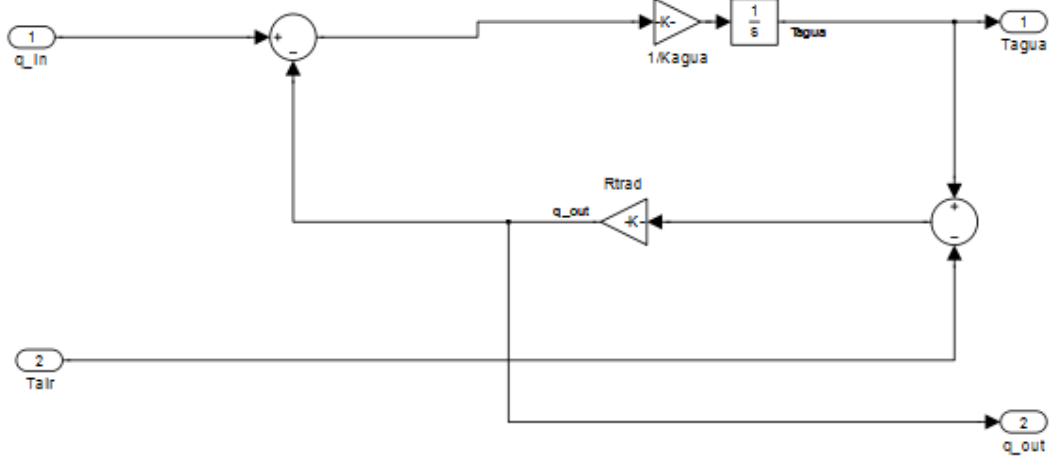 1
q_in
+
−
-K-
1/Kagua
1
s
Tagua
1
Tagua
Rtrad
q_out
-K-
+
−
2
Tair
2
q_out